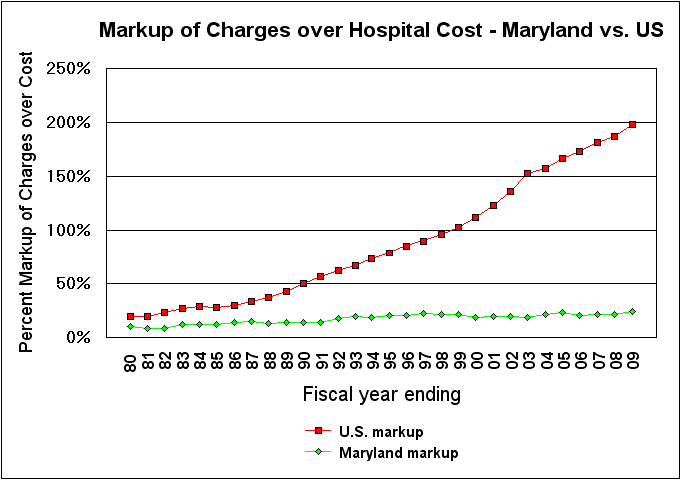 Markup of Charges over Hospital Cost - Maryland vs. US
Percent Markup of Charges over Cost
250%
200%
150%
100%
50%
0%
80 81 82 83 84 85 86 87 88 89 90 91 92 93 94 95 96 97 98 99 00 01 02 03 04 05 06 07 08 09
Fiscal year ending
U.S. markup
Maryland markup